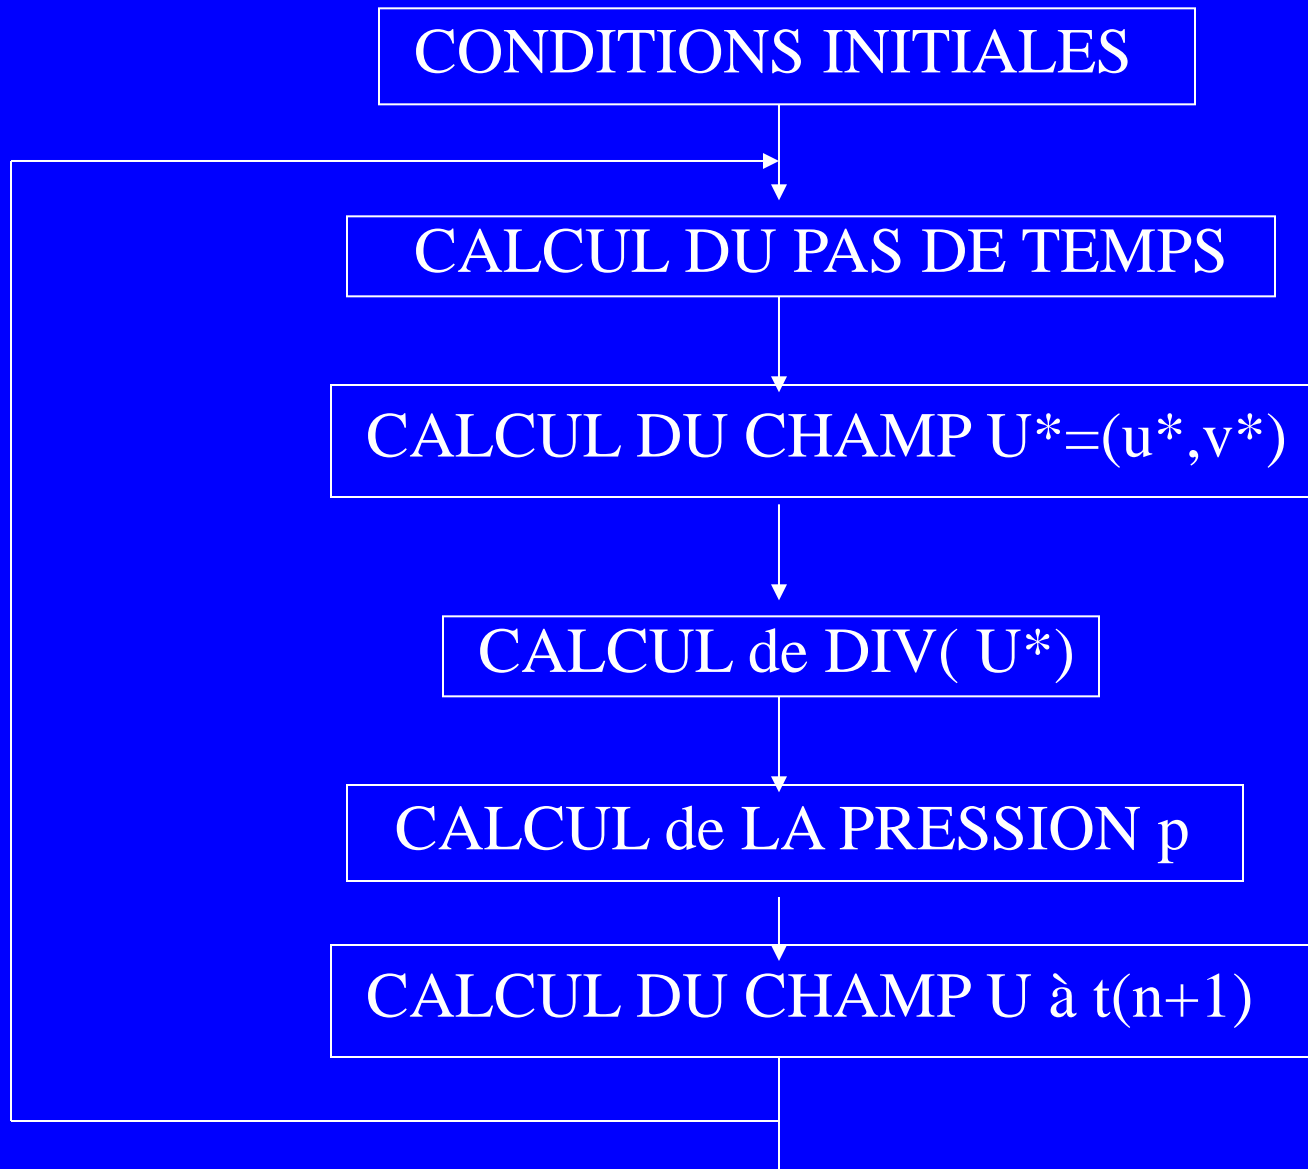 CONDITIONS INITIALES
CALCUL DU PAS DE TEMPS
CALCUL DU CHAMP U*=(u*,v*)
CALCUL de DIV( U*)
CALCUL de LA PRESSION p
CALCUL DU CHAMP U à t(n+1)